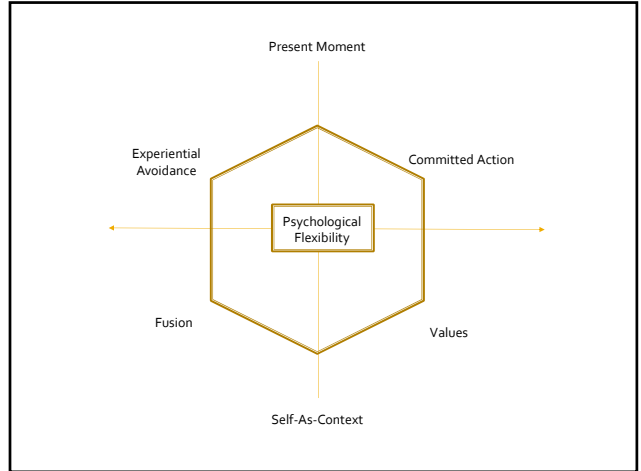 Present Moment
Experiential
Avoidance
Committed Action
Psychological
Flexibility
Fusion
Values
Self-As-Context